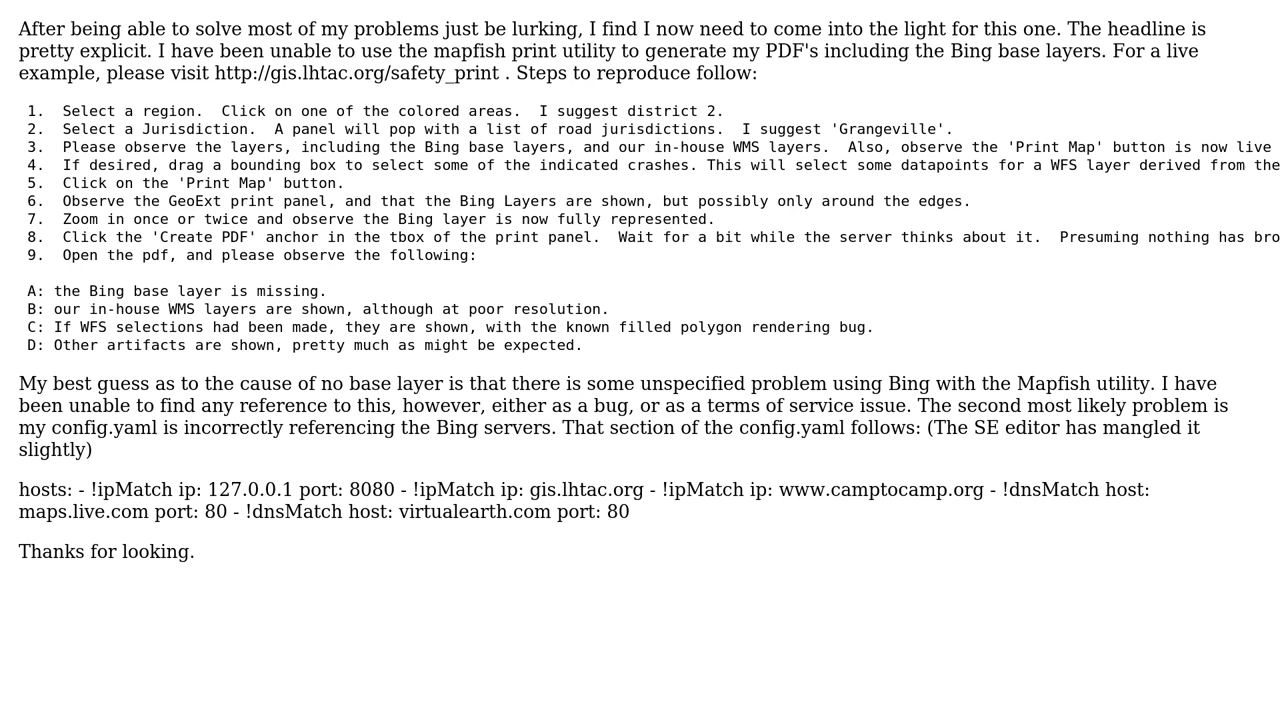 After being able to solve most of my problems just be lurking, I find I now need to come into the light for this one. The headline is
pretty explicit. I have been unable to use the mapfish print utility to generate my PDF's including the Bing base layers. For a live
example, please visit http://gis.lhtac.org/safety_print . Steps to reproduce follow:
1.  Select a region.  Click on one of the colored areas.  I suggest district 2.
2.  Select a Jurisdiction.  A panel will pop with a list of road jurisdictions.  I suggest 'Grangeville'.
3.  Please observe the layers, including the Bing base layers, and our in-house WMS layers.  Also, observe the 'Print Map' button is now live
4.  If desired, drag a bounding box to select some of the indicated crashes. This will select some datapoints for a WFS layer derived from the
5.  Click on the 'Print Map' button.
6.  Observe the GeoExt print panel, and that the Bing Layers are shown, but possibly only around the edges.
7.  Zoom in once or twice and observe the Bing layer is now fully represented.
8.  Click the 'Create PDF' anchor in the tbox of the print panel.  Wait for a bit while the server thinks about it.  Presuming nothing has bro
9.  Open the pdf, and please observe the following:
A: the Bing base layer is missing.
B: our in-house WMS layers are shown, although at poor resolution.
C: If WFS selections had been made, they are shown, with the known filled polygon rendering bug.
D: Other artifacts are shown, pretty much as might be expected.
My best guess as to the cause of no base layer is that there is some unspecified problem using Bing with the Mapfish utility. I have
been unable to find any reference to this, however, either as a bug, or as a terms of service issue. The second most likely problem is
my config.yaml is incorrectly referencing the Bing servers. That section of the config.yaml follows: (The SE editor has mangled it
slightly)
hosts: - !ipMatch ip: 127.0.0.1 port: 8080 - !ipMatch ip: gis.lhtac.org - !ipMatch ip: www.camptocamp.org - !dnsMatch host:
maps.live.com port: 80 - !dnsMatch host: virtualearth.com port: 80
Thanks for looking.